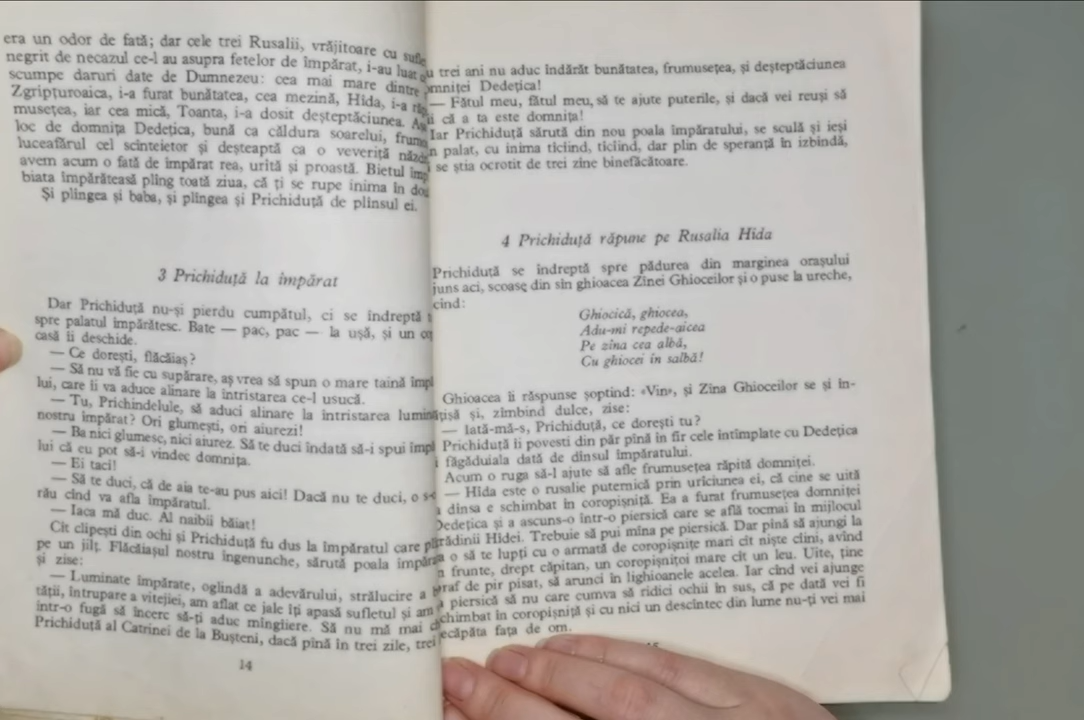 era un odor de fată; dar cele trei Rusalii, vrăjitoare cu
negrit de necazul ce-l au asupra fetelor de împărat, i-au luat
scumpe daruri date de Dumnezeu: cea mai mare dintre
Zgripțuroaica, i-a furat bunătatea, cea mezină, Hida, i-a
musețea, iar cea mică, Toanta, i-a dosit deșteptăciunea.
loc de domnița Dedețica, bună ca căldura soarelui,
luceafărul cel scînteietor și deșteaptă ca o veveriță
avem acum o fată de împărat rea, urîtă și proastă. Bietul
biata împărăteasă plîng toată ziua, că ți se rupe inima în
Și plîngea și baba, și plîngea și Prichiduță de plînsul ei.
3 Prichiduță la împărat
Dar Prichiduță nu-și pierdu cumpătul, ci se îndreptă
spre palatul împărătesc. Bate — pac, pac — la ușă, și un
casă îi deschide.
— Ce dorești, flăcăiaș?
— Să nu vă fie cu supărare, aș vrea să spun o mare taină
lui, care îi va aduce alinare la întristarea ce-l usucă.
— Tu, Prichindelule, să aduci alinare la întristarea
nostru împărat? Ori glumești, ori aiurezi!
— Ba nici glumesc, nici aiurez. Să te duci îndată să-i spui
lui că eu pot să-i vindec domnița.
— Ei taci!
— Să te duci, că de aia te-au pus aici! Dacă nu te duci, o
rău cînd va afla împăratul.
— Iaca mă duc. Al naibii băiat!
Cît clipești din ochi și Prichiduță fu dus la împăratul care
pe un jilț. Flăcăiașul nostru îngenunche, sărută poala
și zise:
— Luminate împărate, oglindă a adevărului, strălucire a
tății, întrupare a vitejiei, am aflat ce jale îți apasă sufletul și am
într-o fugă să încerc să-ți aduc mîngîiere. Să nu mă mai
Prichiduță al Catrinei de la Bușteni, dacă pînă în trei zile, trei
14
trei ani nu aduc îndărăt bunătatea, frumusețea, și deșteptăciunea
Dedețica!
— Fătul meu, fătul meu, să te ajute puterile, și dacă vei reuși să
că a ta este domnița!
Iar Prichiduță sărută din nou poala împăratului, se sculă și ieși
palat, cu inima ticîind, ticîind, dar plin de speranță în izbîndă,
se știa ocrotit de trei zîne binefăcătoare.
4 Prichiduță răpune pe Rusalia Hida
Prichiduță se îndreptă spre pădurea din marginea orașului
aci, scoase din sîn ghioacea Zînei Ghioceilor și o puse la ureche,
Ghiocică, ghiocea,
Adu-mi repede-aicea
Pe zîna cea albă,
Cu ghiocei în salbă!
Ghioacea îi răspunse șoptind: «Vin», și Zîna Ghioceilor se și în-
și, zîmbind dulce, zise:
— Iată-mă-s, Prichiduță, ce dorești tu?
Prichiduță îi povesti din păr pînă în fir cele întîmplate cu Dedețica
făgăduiala dată de dînsul împăratului.
Acum o ruga să-l ajute să afle frumusețea răpită domniței.
— Hida este o rusalie puternică prin urîciunea ei, că cine se uită
dînsa e schimbat în coropișniță. Ea a furat frumusețea domniței
Dedețica și a ascuns-o într-o piersică care se află tocmai în mijlocul
Hidei. Trebuie să pui mîna pe piersică. Dar pînă să ajungi la
o să te lupți cu o armată de coropișnițe mari cît niște cîini, avînd
frunte, drept căpitan, un coropișnițoi mare cît un leu. Uite, ține
praf de pir pisat, să arunci în lighioanele acelea. Iar cînd vei ajunge
piersică să nu care cumva să ridici ochii în sus, că pe dată vei fi
schimbat în coropișniță și cu nici un descîntec din lume nu-ți vei mai
fața de om.